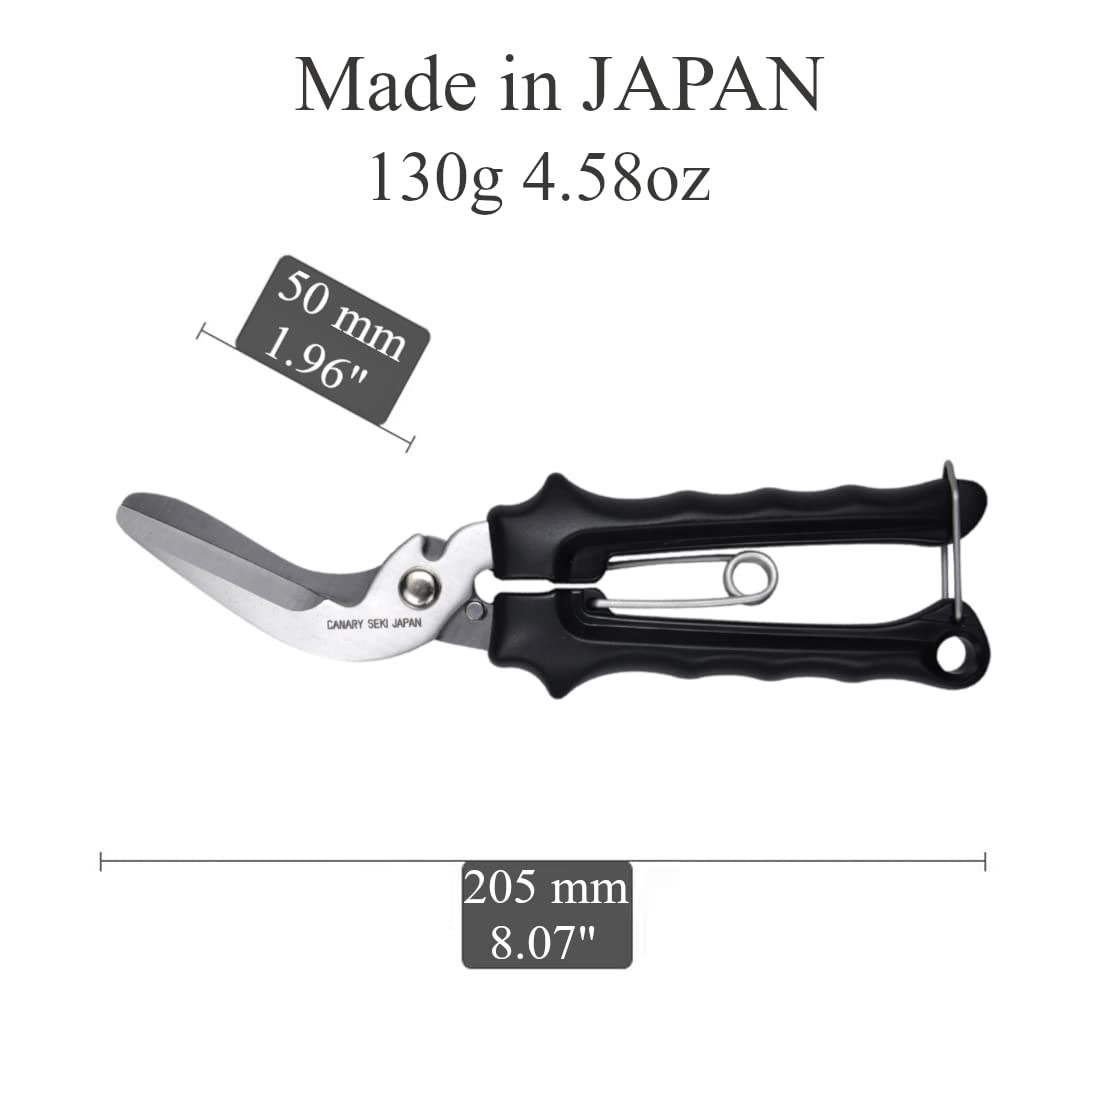 Made in JAPAN
130g 4.58oz
50 mm
1.96"
CANARY SEKI JAPAN
205 mm
8.07"